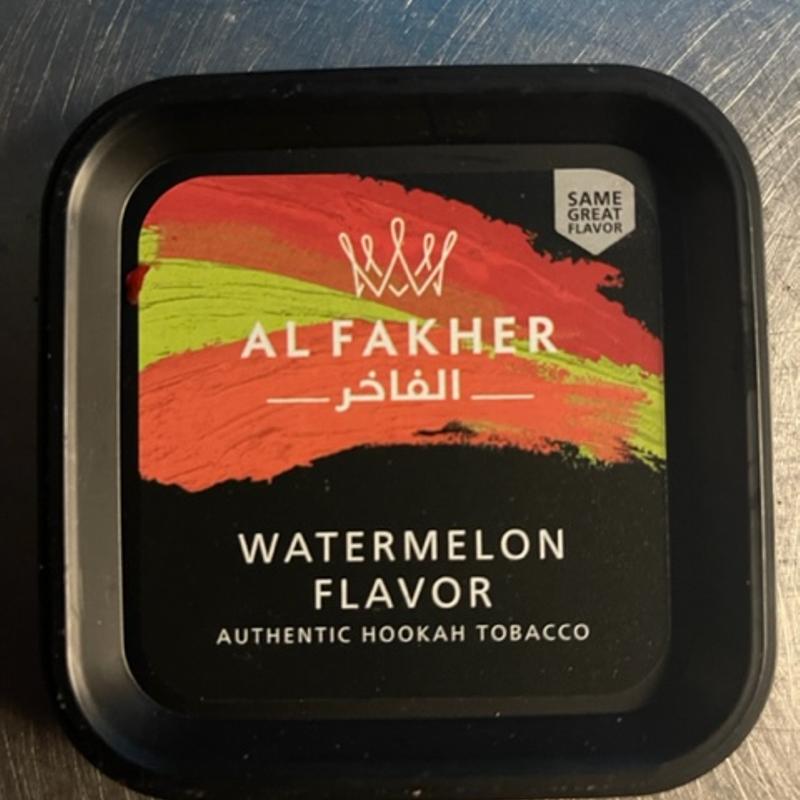 SAME
GREAT
FLAVOR
AL FAKHER
الفاخر
WATERMELON
FLAVOR
AUTHENTIC HOOKAH TOBACCO